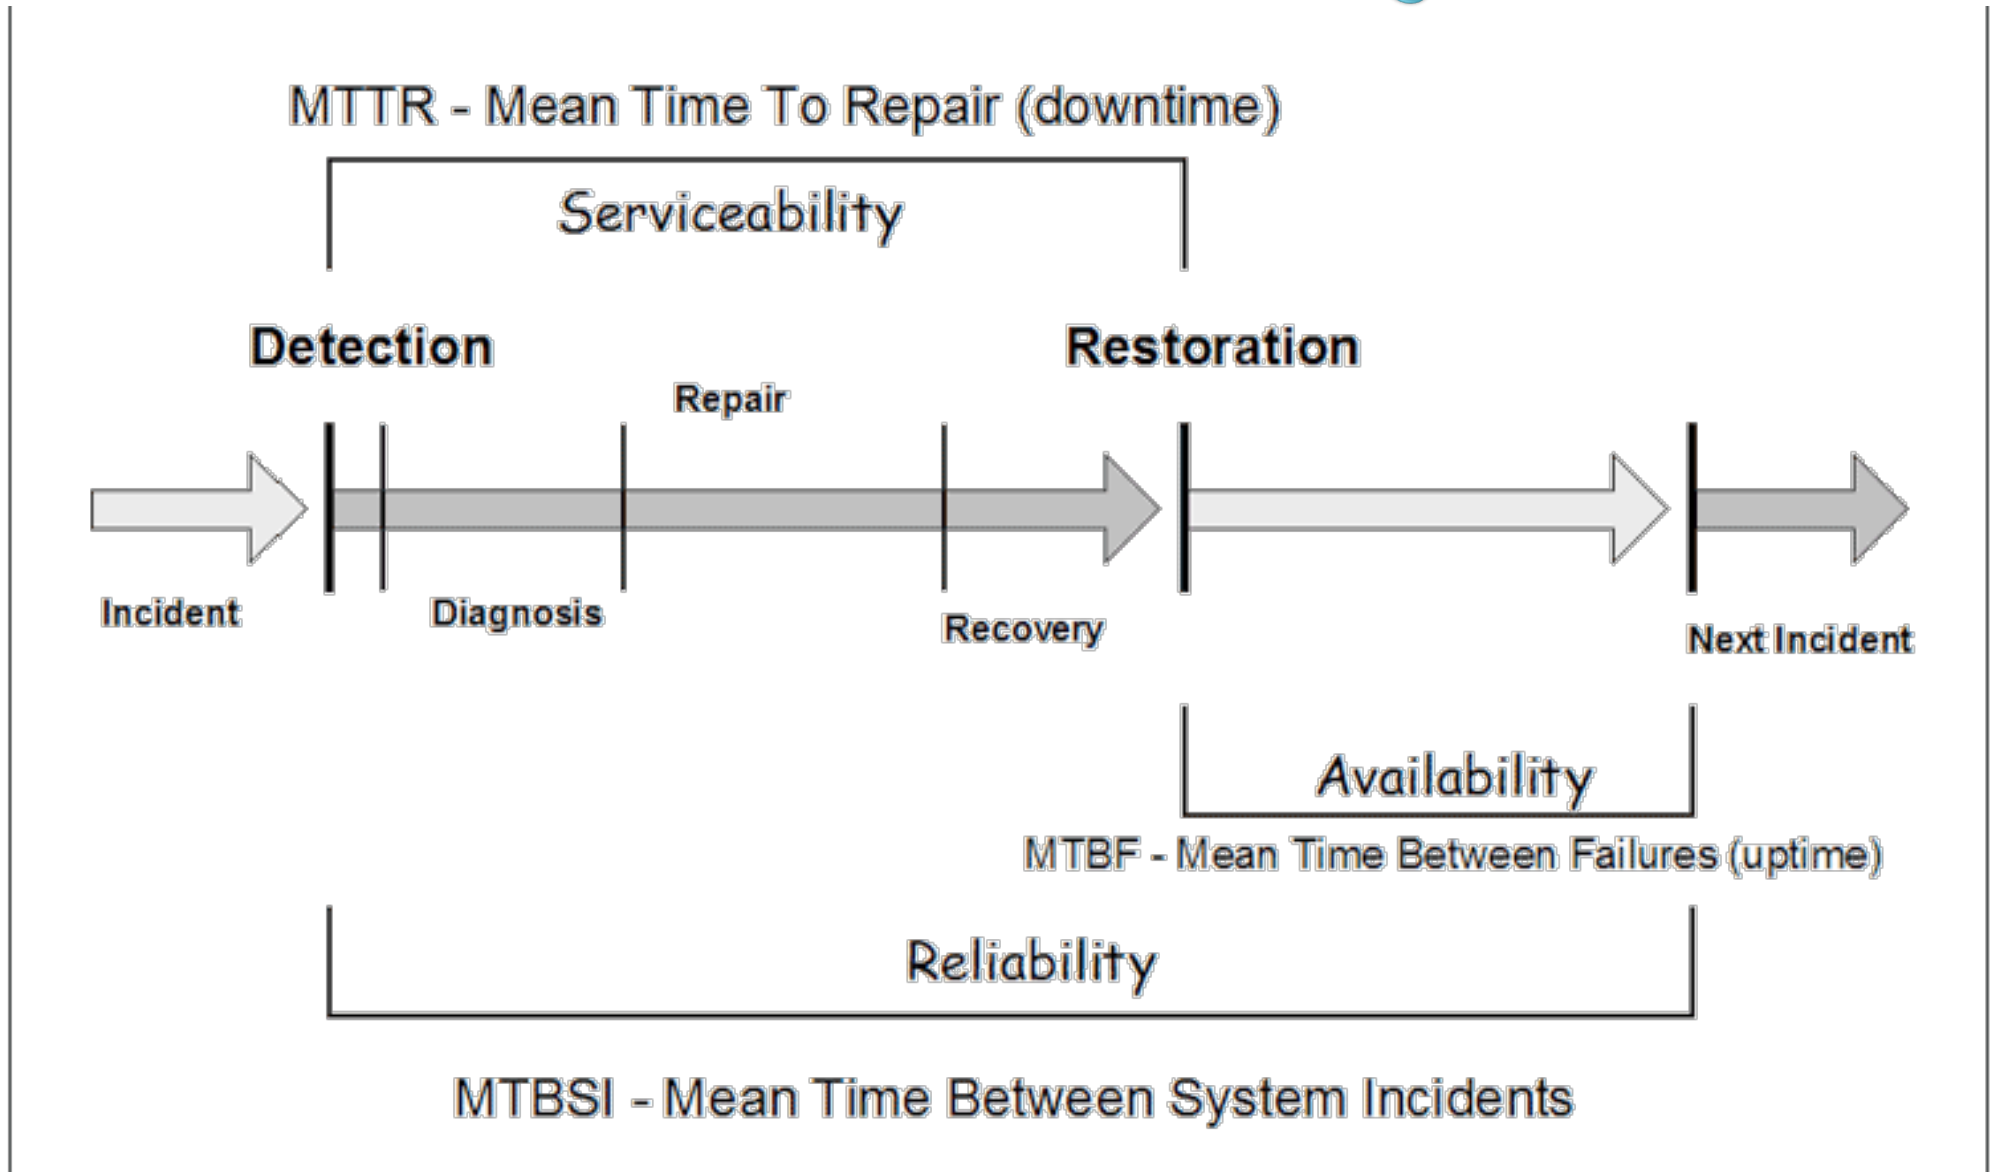 MTTR - Mean Time To Repair (downtime)
Serviceability
Detection
Restoration
Repair
Incident
Diagnosis
Recovery
Next Incident
Availability
MTBF - Mean Time Between Failures (uptime)
Reliability
MTBSI - Mean Time Between System Incidents